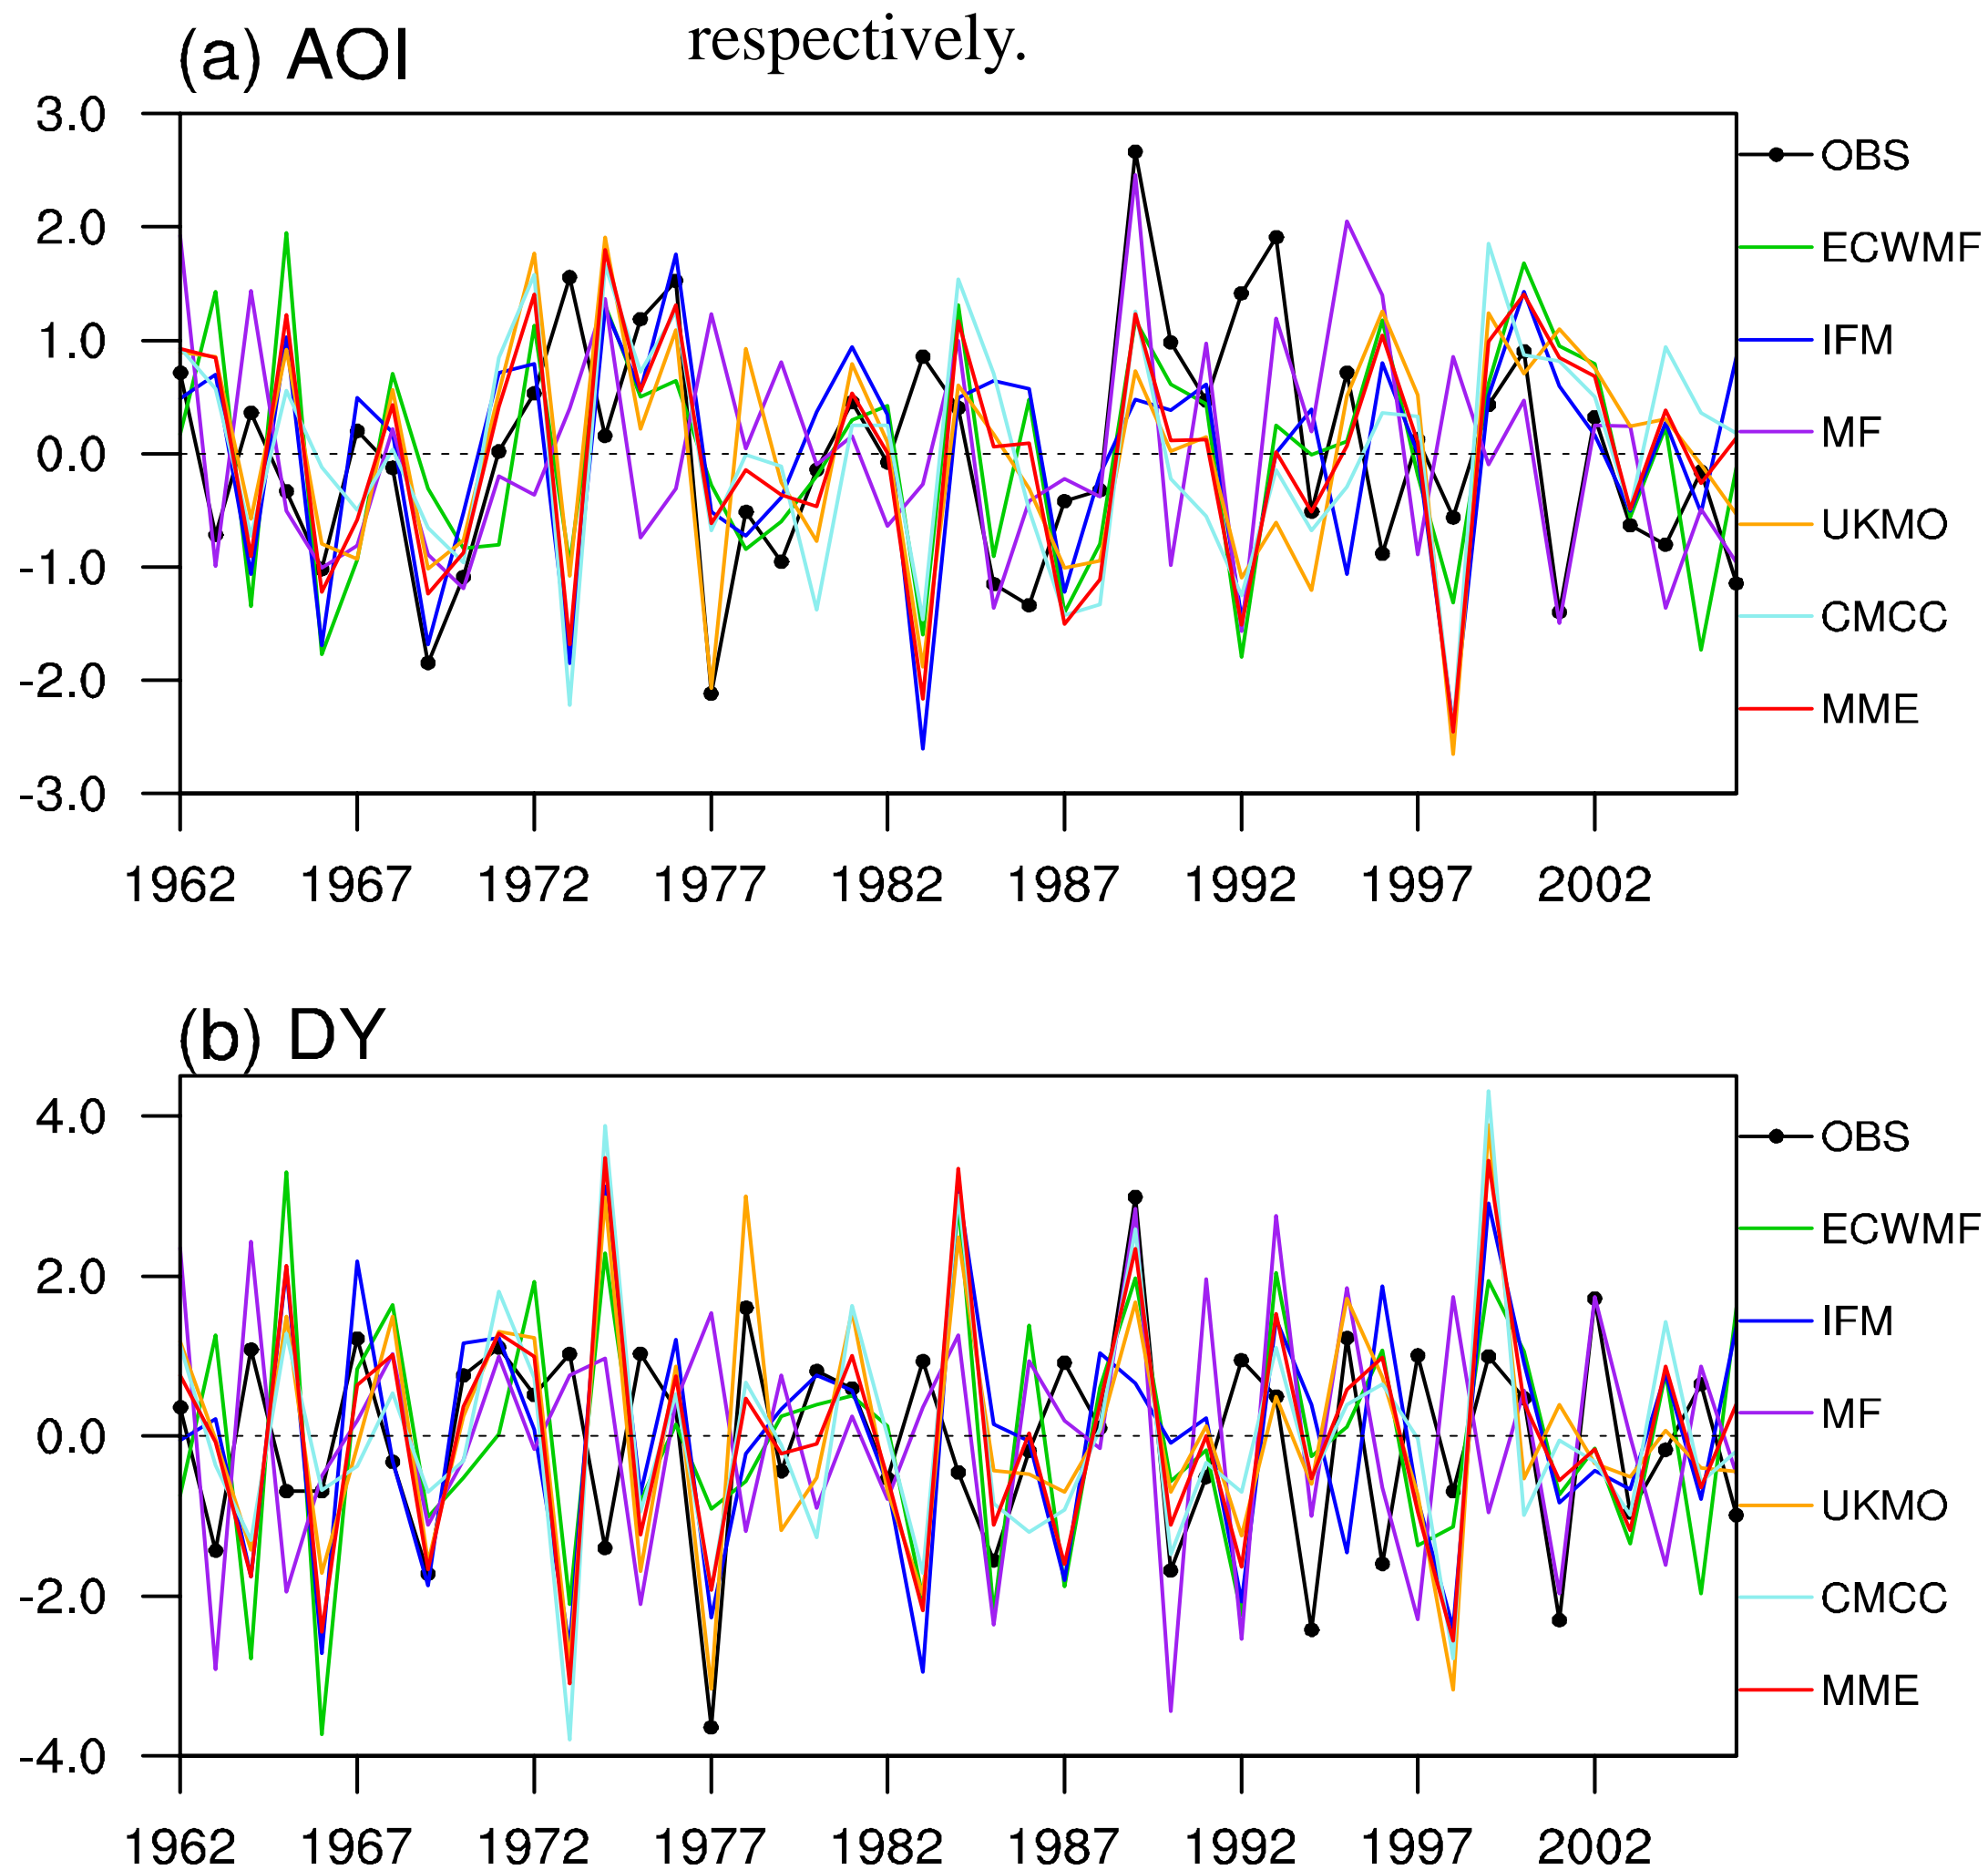 respectively.
(a) AOI
3.0
2.0
1.0
0.0
-1.0
-2.0
-3.0
1962 1967 1972 1977 1982 1987 1992 1997 2002
OBS
ECWMF
IFM
MF
UKMO
CMCC
MME
(b) DY
4.0
2.0
0.0
-2.0
-4.0
1962 1967 1972 1977 1982 1987 1992 1997 2002
OBS
ECWMF
IFM
MF
UKMO
CMCC
MME